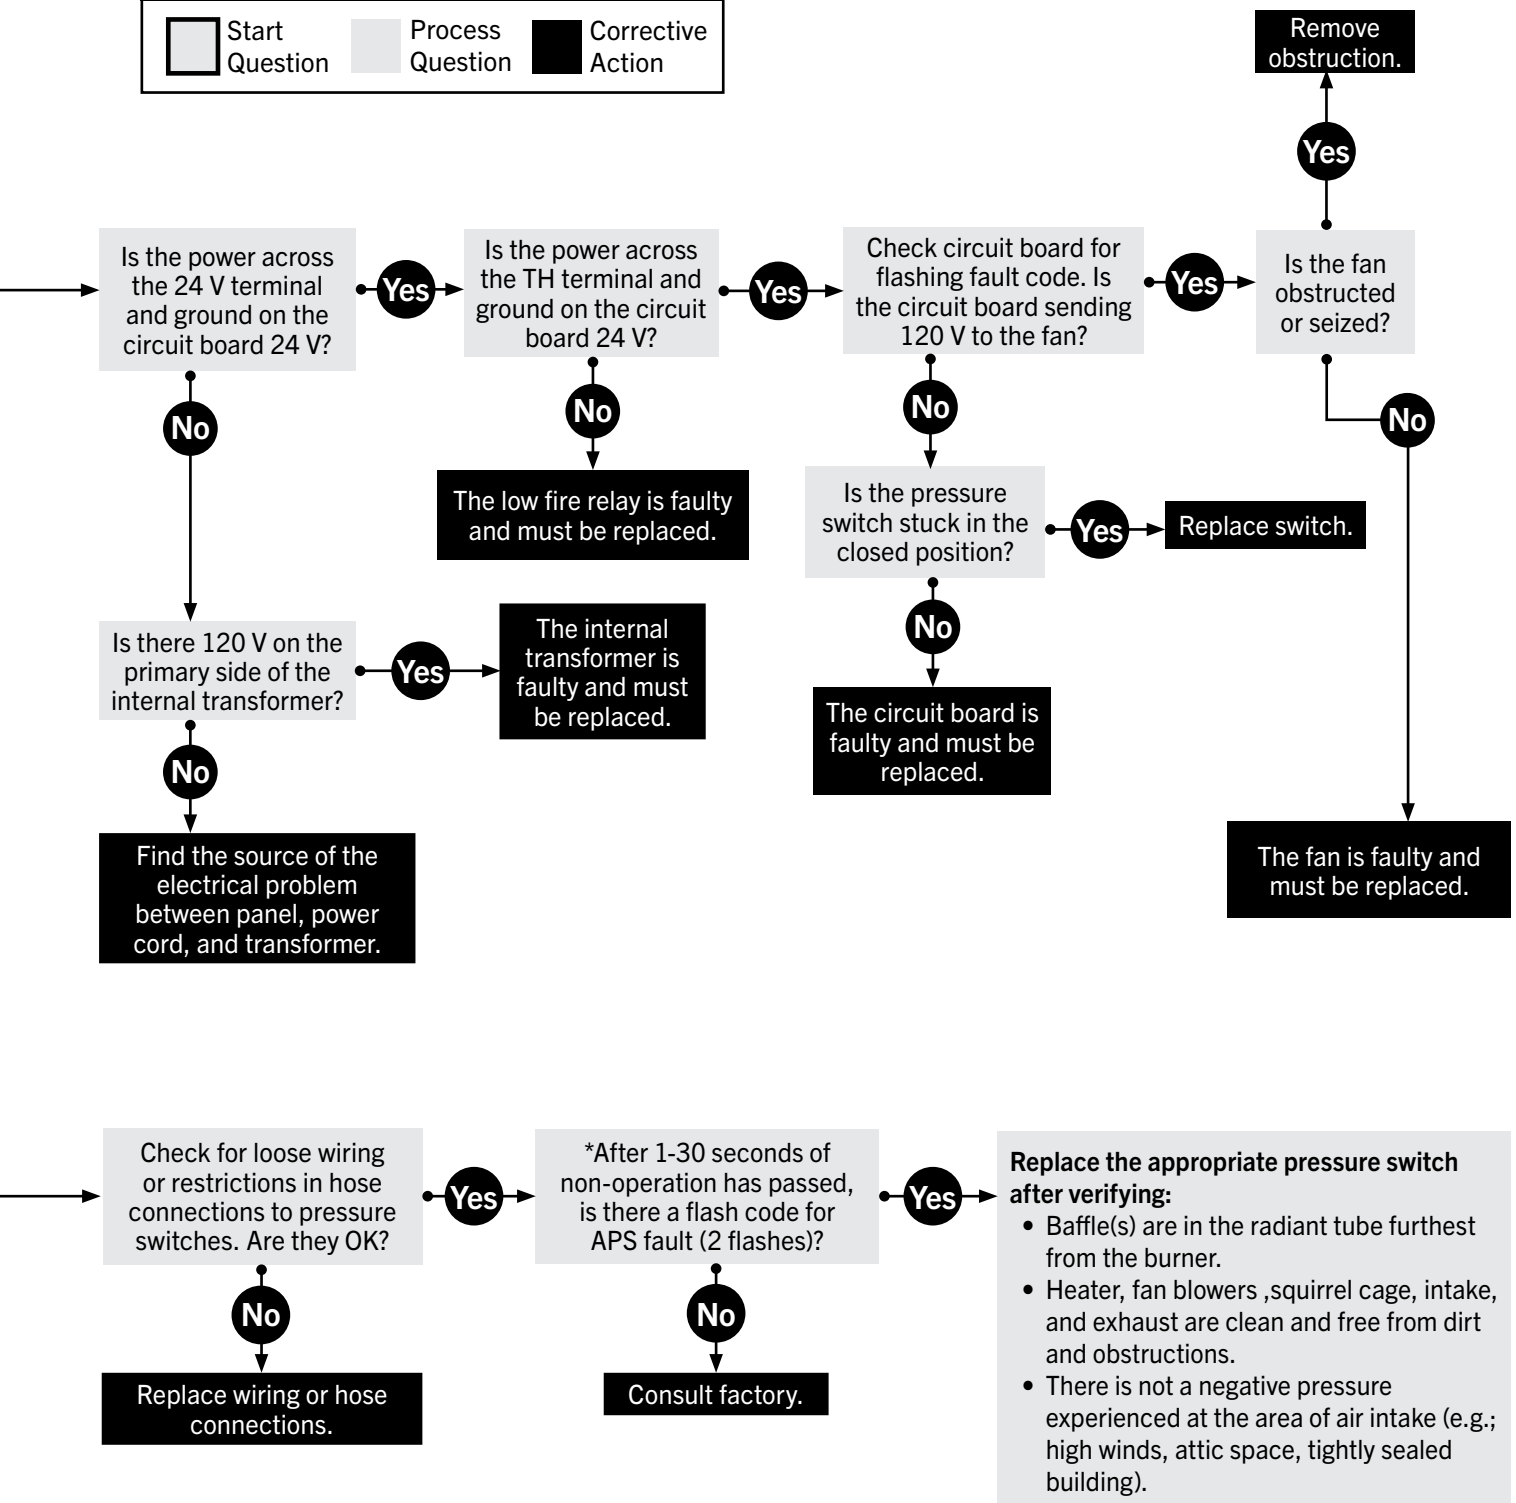 Start
Question
Process
Question
Corrective
Action
Remove
obstruction.
Yes
Is the power across
the 24 V terminal
and ground on the
circuit board 24 V?
Yes
Is the power across
the TH terminal and
ground on the circuit
board 24 V?
Yes
Check circuit board for
flashing fault code. Is
the circuit board sending
120 V to the fan?
Yes
Is the fan
obstructed
or seized?
No
No
No
No
The low fire relay is faulty
and must be replaced.
Is the pressure
switch stuck in the
closed position?
Yes
Replace switch.
No
Is there 120 V on the
primary side of the
internal transformer?
Yes
The internal
transformer is
faulty and must
be replaced.
The circuit board is
faulty and must be
replaced.
No
Find the source of the
electrical problem
between panel, power
cord, and transformer.
The fan is faulty and
must be replaced.
Check for loose wiring
or restrictions in hose
connections to pressure
switches. Are they OK?
Yes
*After 1-30 seconds of
non-operation has passed,
is there a flash code for
APS fault (2 flashes)?
Yes
Replace the appropriate pressure switch
after verifying:
• Baffle(s) are in the radiant tube furthest
from the burner.
• Heater, fan blowers ,squirrel cage, intake,
and exhaust are clean and free from dirt
and obstructions.
• There is not a negative pressure
experienced at the area of air intake (e.g.;
high winds, attic space, tightly sealed
building).
No
No
Replace wiring or hose
connections.
Consult factory.